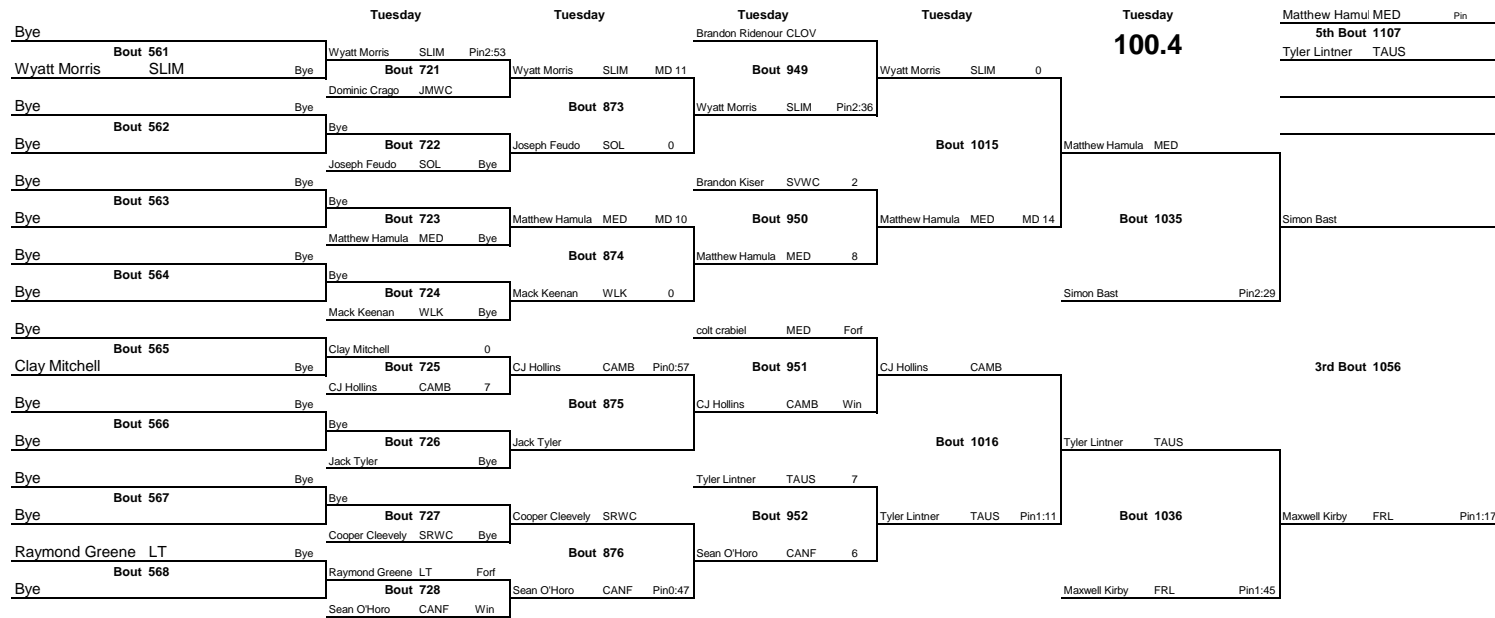 Tuesday Tuesday Tuesday Tuesday Tuesday Matthew Hamul MED Pin
Bye Brandon Ridenour CLOV 100.4 5th Bout 1107
Bout 561 Wyatt Morris SLIM Pin2:53 Tyler Lintner TAUS
Wyatt Morris SLIM Bye Bout 721 Wyatt Morris SLIM MD 11 Bout 949 Wyatt Morris SLIM 0
Dominic Crago JMWC
Bye Bye Bout 873 Wyatt Morris SLIM Pin2:36
Bout 562 Bye
Bye Bout 722 Joseph Feudo SOL 0 Bout 1015 Matthew Hamula MED
Joseph Feudo SOL Bye
Bye Bye Brandon Kiser SVWC 2
Bout 563 Bye
Bye Bout 723 Matthew Hamula MED MD 10 Bout 950 Matthew Hamula MED MD 14 Bout 1035 Simon Bast
Matthew Hamula MED Bye
Bye Bye Bout 874 Matthew Hamula MED 8
Bout 564 Bye
Bye Bout 724 Mack Keenan WLK 0 Simon Bast Pin2:29
Mack Keenan WLK Bye
Bye colt crabiel MED Forf
Bout 565 Clay Mitchell 0
Clay Mitchell Bye Bout 725 CJ Hollins CAMB Pin0:57 Bout 951 CJ Hollins CAMB 3rd Bout 1056
CJ Hollins CAMB 7
Bye Bye Bout 875 CJ Hollins CAMB Win
Bout 566 Bye
Bye Bout 726 Jack Tyler Bout 1016 Tyler Lintner TAUS
Jack Tyler Bye
Bye Bye Tyler Lintner TAUS 7
Bout 567 Bye
Bye Bout 727 Cooper Cleevely SRWC Bout 952 Tyler Lintner TAUS Pin1:11 Bout 1036 Maxwell Kirby FRL Pin1:17
Cooper Cleevely SRWC Bye
Raymond Greene LT Bye Bout 876 Sean O'Horo CANF 6
Bout 568 Raymond Greene LT Forf
Bye Bout 728 Sean O'Horo CANF Pin0:47 Maxwell Kirby FRL Pin1:45
Sean O'Horo CANF Win